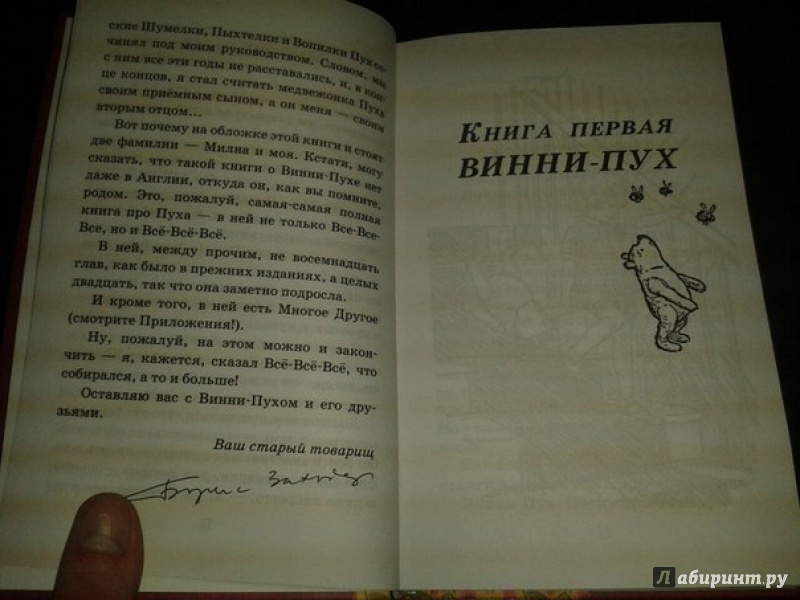 ские Шумелки, Пыхтелки и Вопилки Пух со-
чинял под моим руководством. Словом, мы
с ним все эти годы не расставались, и, в кон-
це концов, я стал считать медвежонка Пуха
своим приёмным сыном, а он меня — своим
вторым отцом...
Вот почему на обложке этой книги и стоят
две фамилии — Милна и моя. Кстати, могу
сказать, что такой книги о Винни-Пухе нет
даже в Англии, откуда он, как вы помните,
родом. Это, пожалуй, самая-самая полная
книга про Пуха — в ней не только Все-Все-
Все, но и Всё-Всё-Всё.
В ней, между прочим, не восемнадцать
глав, как было в прежних изданиях, а целых
двадцать, так что она заметно подросла.
И кроме того, в ней есть Многое Другое
(смотрите Приложения!).
Ну, пожалуй, на этом можно и закон-
чить — я, кажется, сказал Всё-Всё-Всё, что
собирался, а то и больше!
Оставляю вас с Винни-Пухом и его дру-
зьями.
Ваш старый товарищ
Борис Заходер
Книга первая
ВИННИ-ПУХ
Лабиринт.ру